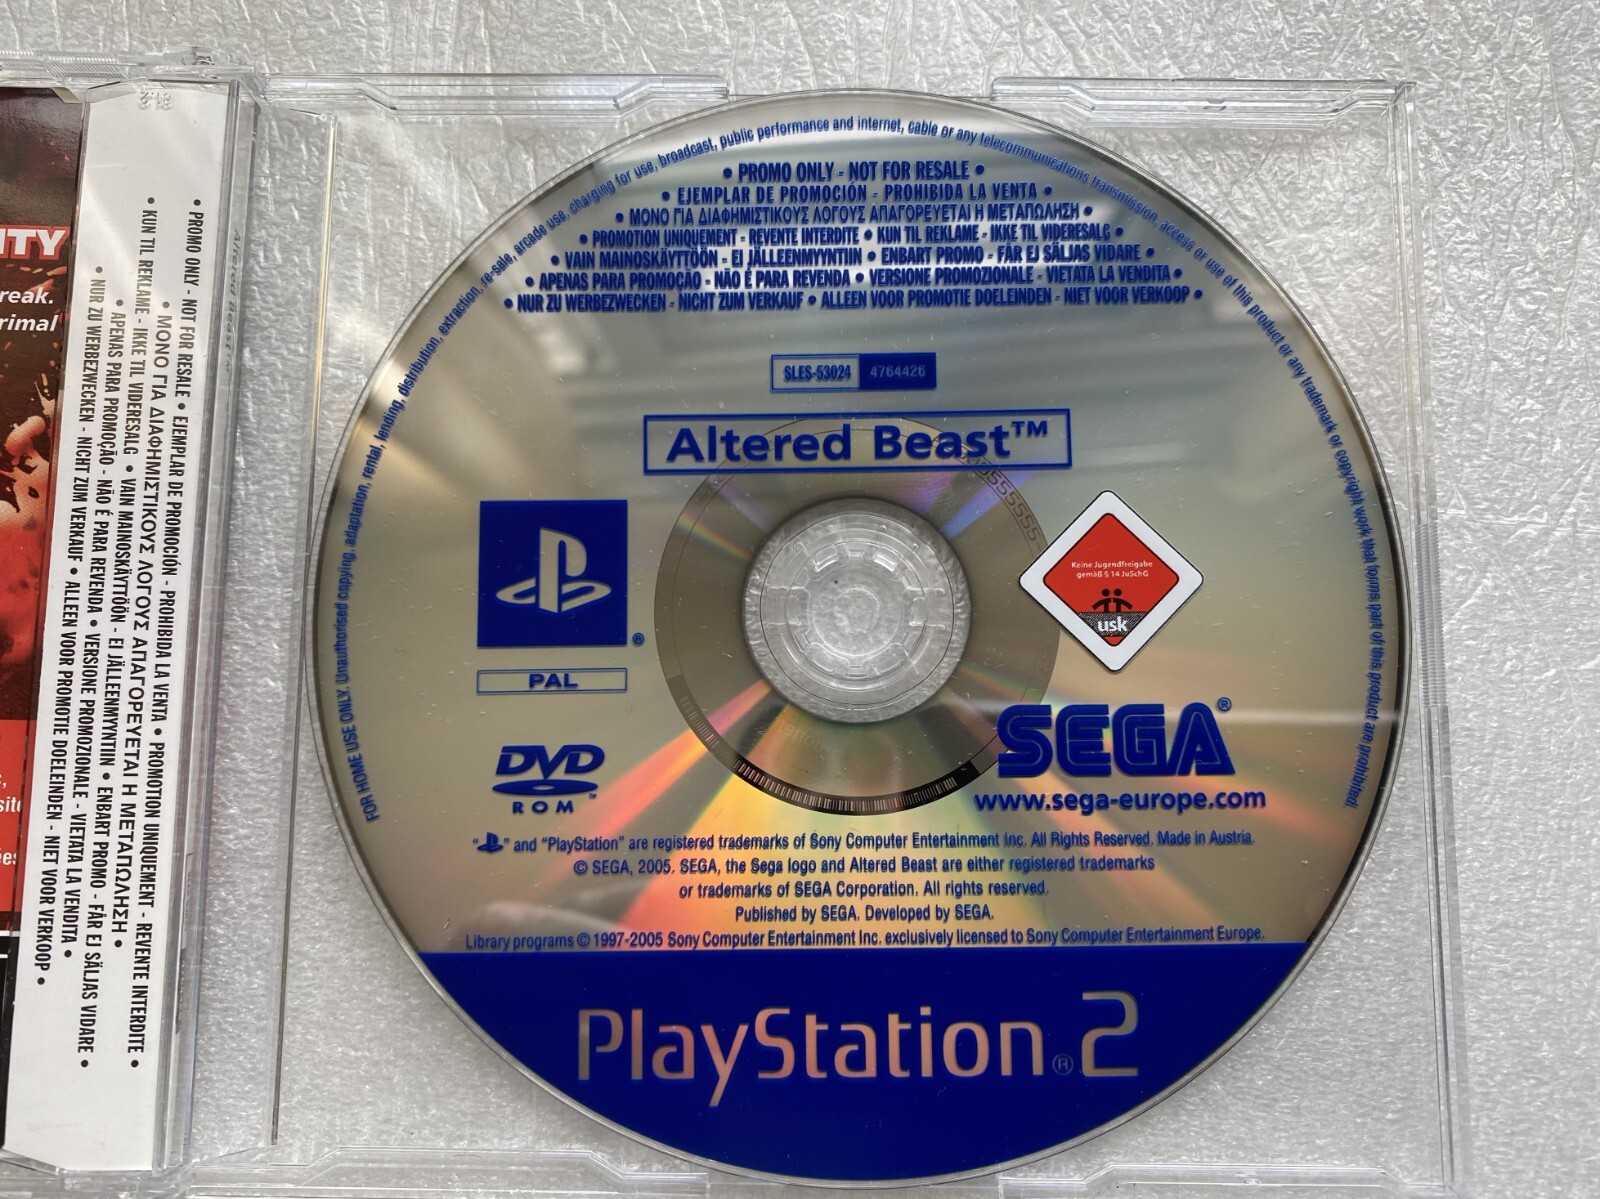 FOR HOME USE ONLY. Unauthorised copying, adaptation, rental, lending, distribution, extraction, re-sale, arcade use, charging for use, broadcast, public performance and internet, cable or any telecommunications transmission, access or use of this product or any trademark or copyright work that forms part of this product are prohibited.
• PROMO ONLY - NOT FOR RESALE •
• EJEMPLAR DE PROMOCIÓN - PROHIBIDA LA VENTA •
• ΜΟΝΟ ΓΙΑ ΔΙΑΦΗΜΙΣΤΙΚΟΥΣ ΛΟΓΟΥΣ ΑΠΑΓΟΡΕΥΕΤΑΙ Η ΜΕΤΑΠΩΛΗΣΗ •
• PROMOTION UNIQUEMENT - REVENTE INTERDITE • KUN TIL REKLAME - IKKE TIL VIDERESALG •
• VAIN MAINOSKÄYTTÖÖN - EI JÄLLEENMYYNTIIN • ENBART PROMO - FÅR EJ SÄLJAS VIDARE •
• APENAS PARA PROMOÇÃO - NÃO É PARA REVENDA • VERSIONE PROMOZIONALE - VIETATA LA VENDITA •
• NUR ZU WERBEZWECKEN - NICHT ZUM VERKAUF • ALLEEN VOOR PROMOTIE DOELEINDEN - NIET VOOR VERKOOP •
SLES-53024 4764426
Altered Beast™
®
PAL
Keine Jugendfreigabe
gemäß § 14 JuSchG
usk
DVD
ROM ™
SEGA®
www.sega-europe.com
"PS" and "PlayStation" are registered trademarks of Sony Computer Entertainment Inc. All Rights Reserved. Made in Austria.
© SEGA, 2005. SEGA, the Sega logo and Altered Beast are either registered trademarks
or trademarks of SEGA Corporation. All rights reserved.
Published by SEGA. Developed by SEGA.
Library programs © 1997-2005 Sony Computer Entertainment Inc. exclusively licensed to Sony Computer Entertainment Europe.
PlayStation®2
Altered Beast™
• PROMO ONLY - NOT FOR RESALE • EJEMPLAR DE PROMOCIÓN - PROHIBIDA LA VENTA • PROMOTION UNIQUEMENT - REVENTE INTERDITE •
• ΜΟΝΟ ΓΙΑ ΔΙΑΦΗΜΙΣΤΙΚΟΥΣ ΛΟΓΟΥΣ ΑΠΑΓΟΡΕΥΕΤΑΙ Η ΜΕΤΑΠΩΛΗΣΗ •
• KUN TIL REKLAME - IKKE TIL VIDERESALG • VAIN MAINOSKÄYTTÖÖN - EI JÄLLEENMYYNTIIN • ENBART PROMO - FÅR EJ SÄLJAS VIDARE •
• APENAS PARA PROMOÇÃO - NÃO É PARA REVENDA • VERSIONE PROMOZIONALE - VIETATA LA VENDITA •
• NUR ZU WERBEZWECKEN - NICHT ZUM VERKAUF • ALLEEN VOOR PROMOTIE DOELEINDEN - NIET VOOR VERKOOP •